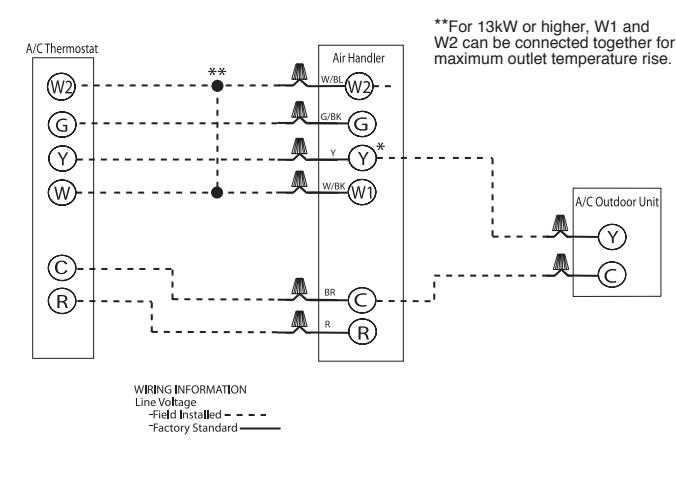 **For 13kW or higher, W1 and
W2 can be connected together for
maximum outlet temperature rise.
A/C Thermostat
Air Handler
**
W2
W/BL
W2
G
G/BK
G
Y
Y
Y
*
W
W/BK
W1
A/C Outdoor Unit
Y
C
C
BR
C
R
R
R
WIRING INFORMATION
Line Voltage
-Field Installed
-Factory Standard